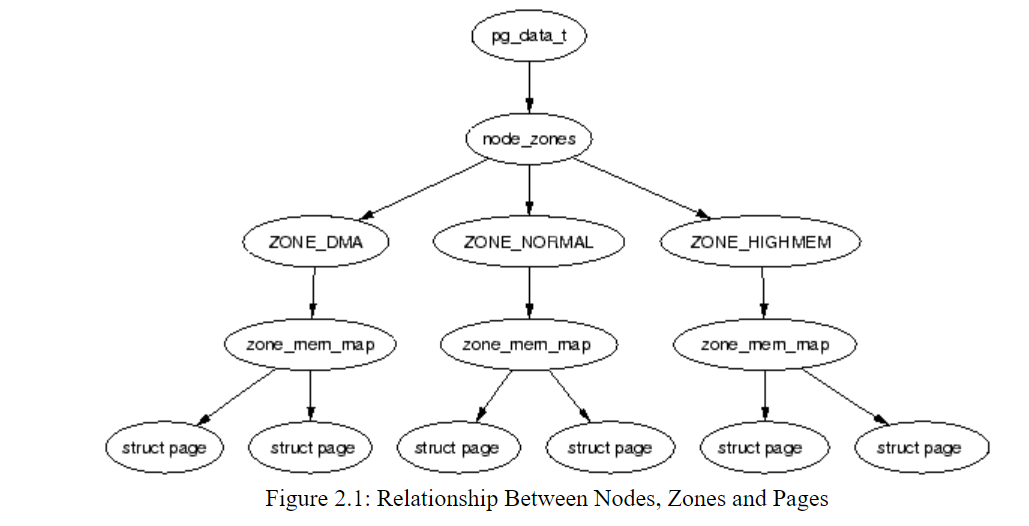 pg_data_t
node_zones
ZONE_DMA ZONE_NORMAL ZONE_HIGHMEM
zone_mem_map zone_mem_map zone_mem_map
struct page struct page struct page struct page struct page struct page
Figure 2.1: Relationship Between Nodes, Zones and Pages